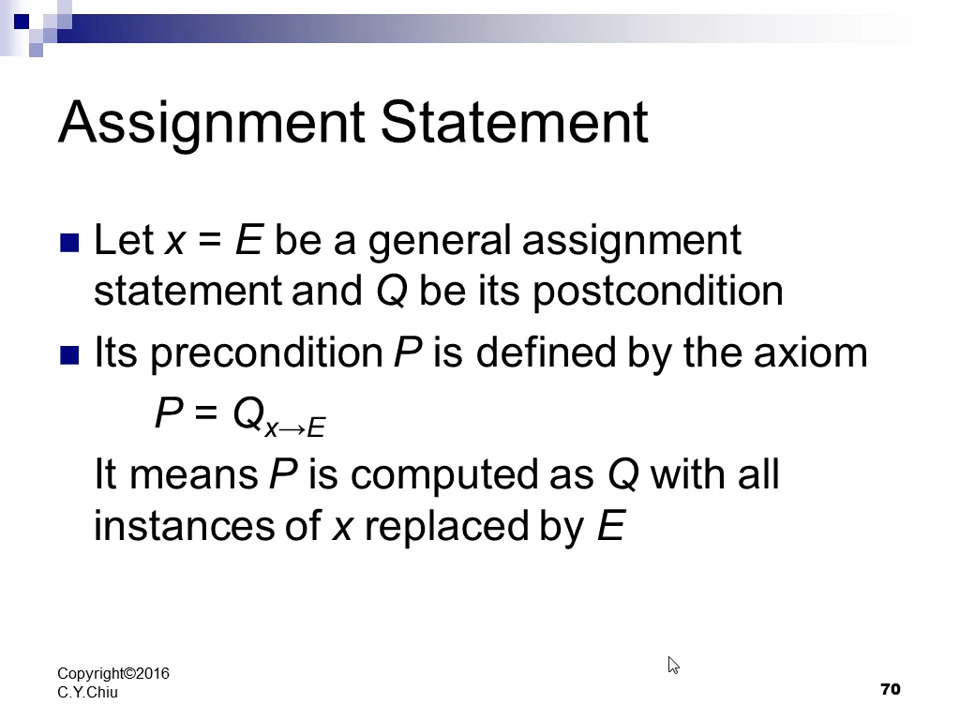 Assignment Statement
Let x = E be a general assignment
statement and Q be its postcondition
Its precondition P is defined by the axiom
P = Qx→E
It means P is computed as Q with all
instances of x replaced by E
Copyright©2016
C.Y.Chiu
70